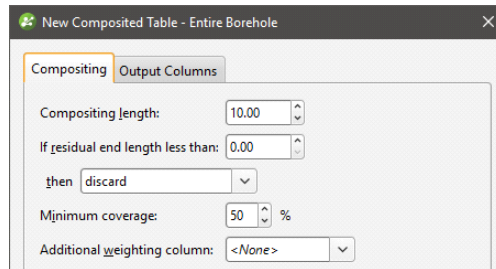 New Composited Table - Entire Borehole
Compositing Output Columns
Compositing length: 10.00
If residual end length less than: 0.00
then discard
Minimum coverage: 50 %
Additional weighting column: <None>